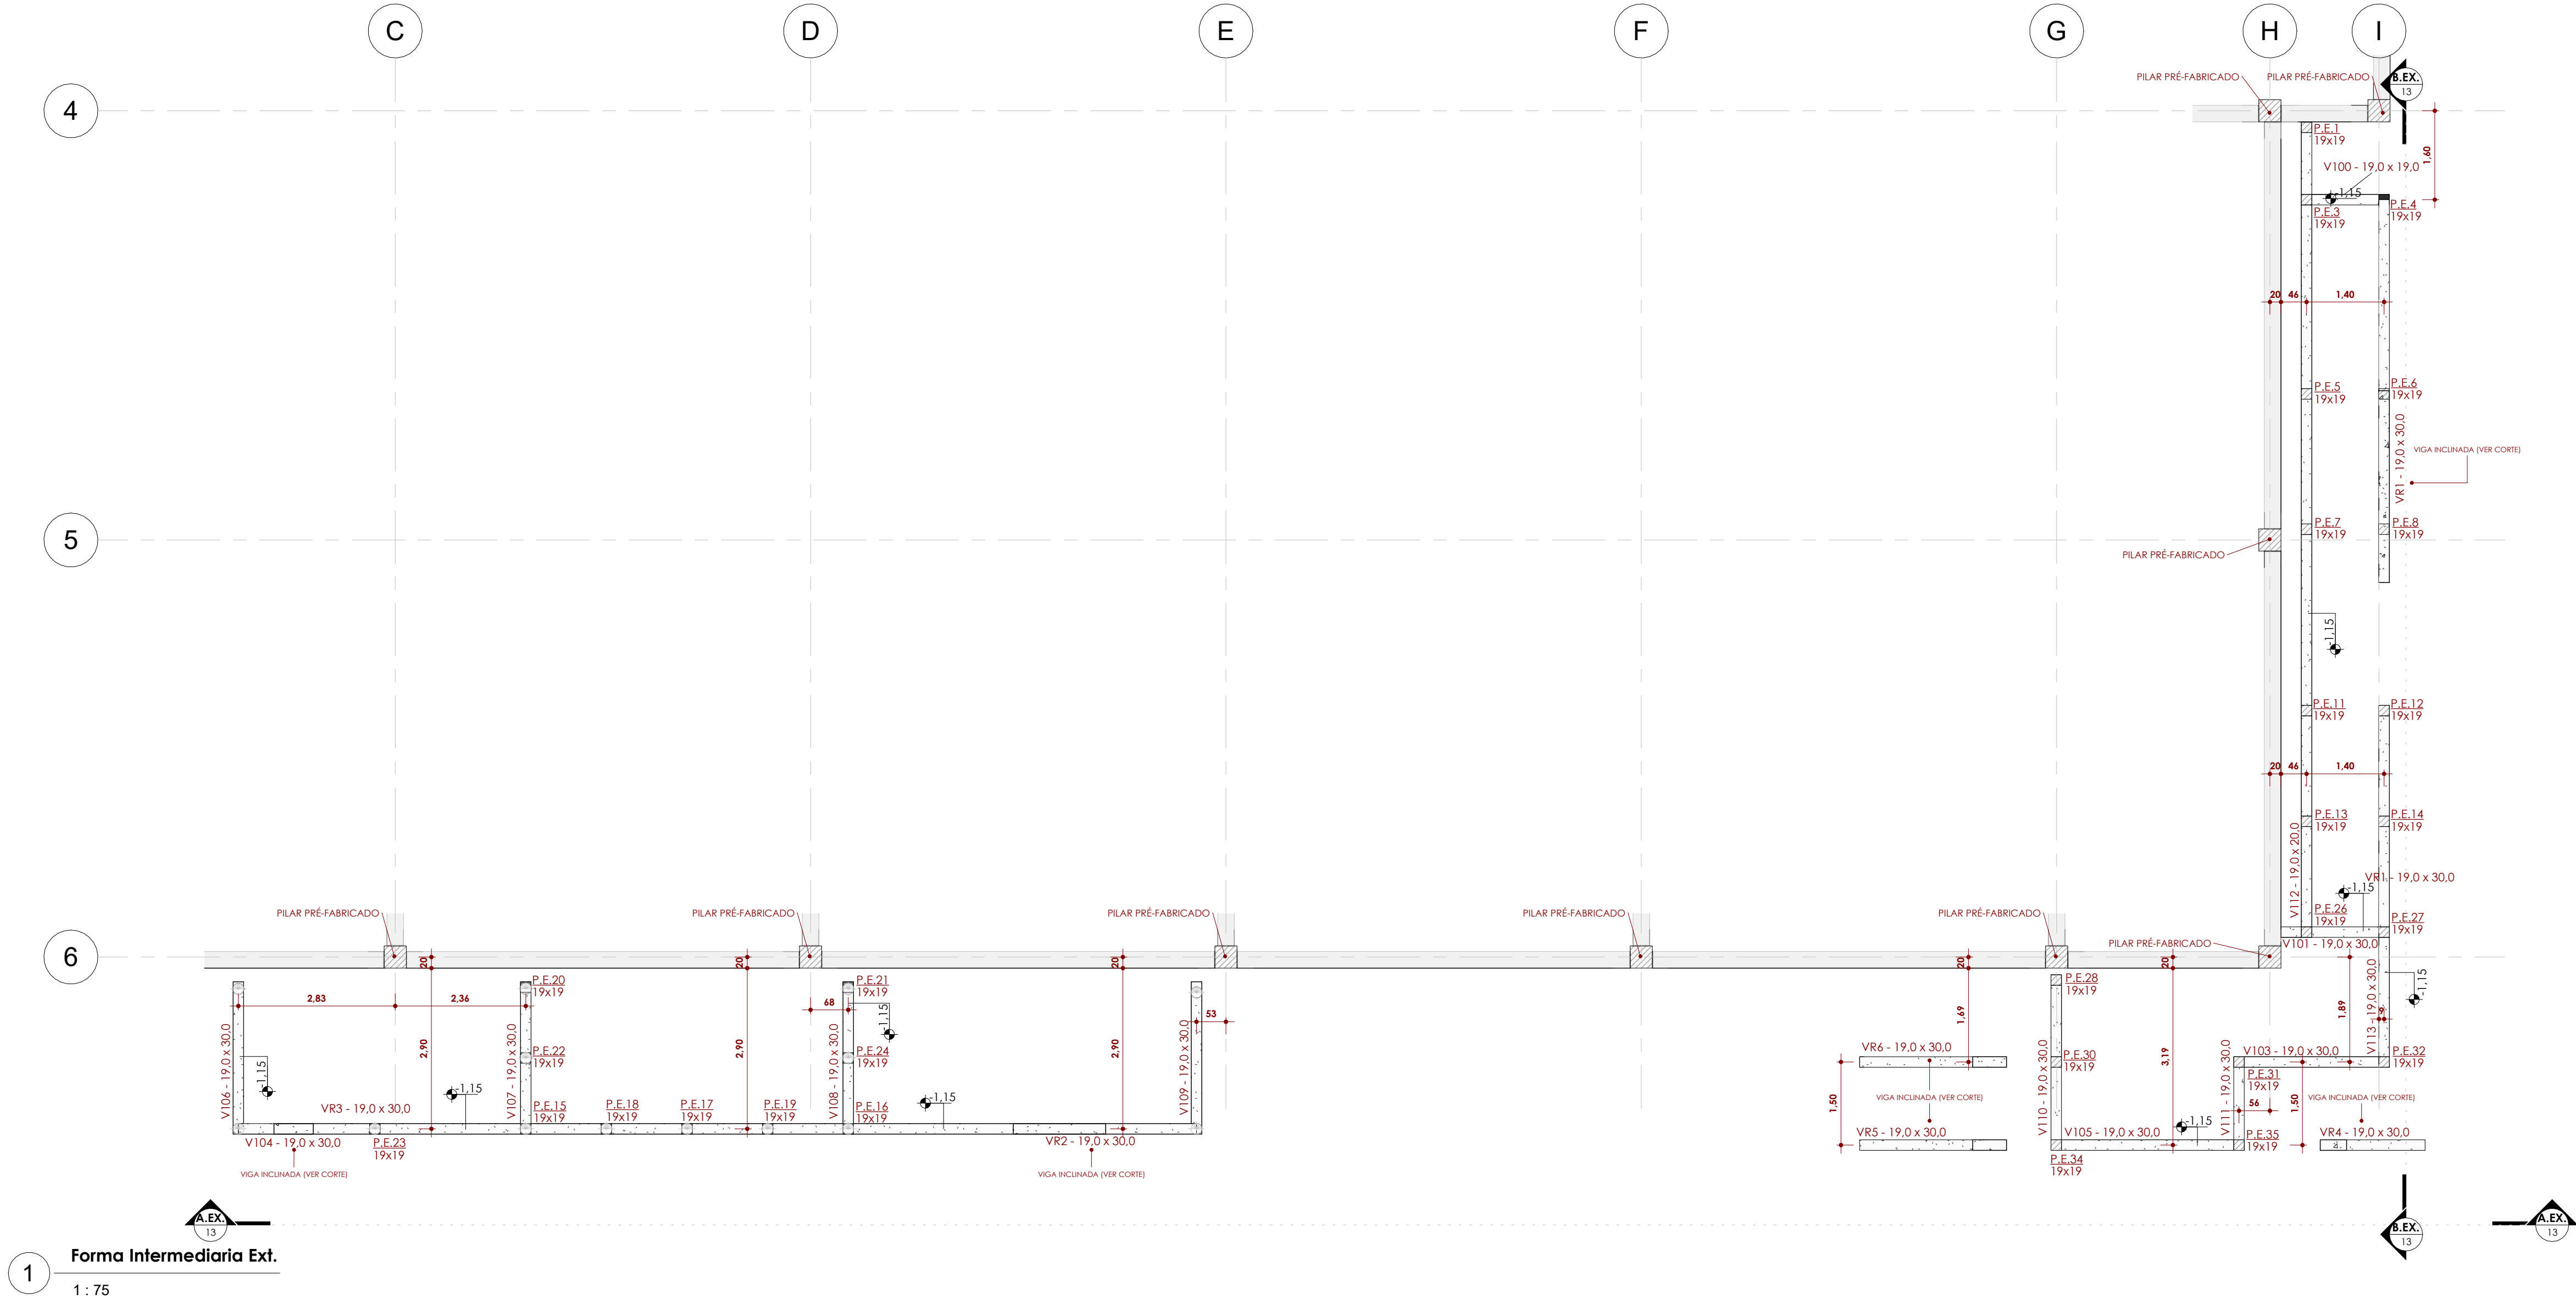 C
D
E
F
G
H
I
4
PILAR PRÉ-FABRICADO
PILAR PRÉ-FABRICADO
B.EX.
13
P.E.1
19x19
1,60
V100 - 19,0 x 19,0
-1,15
P.E.3
19x19
P.E.4
19x19
20
46
1,40
P.E.5
19x19
P.E.6
19x19
VR1 - 19,0 x 30,0
VIGA INCLINADA (VER CORTE)
5
P.E.7
19x19
P.E.8
19x19
PILAR PRÉ-FABRICADO
-1,15
P.E.11
19x19
P.E.12
19x19
20
46
1,40
P.E.13
19x19
P.E.14
19x19
V112 - 19,0 x 20,0
VR1 - 19,0 x 30,0
-1,15
P.E.26
19x19
P.E.27
19x19
6
PILAR PRÉ-FABRICADO
PILAR PRÉ-FABRICADO
PILAR PRÉ-FABRICADO
PILAR PRÉ-FABRICADO
PILAR PRÉ-FABRICADO
PILAR PRÉ-FABRICADO
V101 - 19,0 x 30,0
20
20
20
20
20
P.E.20
19x19
P.E.21
19x19
P.E.28
19x19
2,83
2,36
68
53
-1,15
-1,15
1,69
1,89
9
V113 - 19,0 x 30,0
V106 - 19,0 x 30,0
-1,15
2,90
V107 - 19,0 x 30,0
P.E.22
19x19
2,90
V108 - 19,0 x 30,0
P.E.24
19x19
2,90
V109 - 19,0 x 30,0
VR6 - 19,0 x 30,0
V110 - 19,0 x 30,0
P.E.30
19x19
3,19
V111 - 19,0 x 30,0
V103 - 19,0 x 30,0
P.E.32
19x19
P.E.31
19x19
-1,15
-1,15
1,50
VIGA INCLINADA (VER CORTE)
56
1,50
VIGA INCLINADA (VER CORTE)
VR3 - 19,0 x 30,0
P.E.15
19x19
P.E.18
19x19
P.E.17
19x19
P.E.19
19x19
P.E.16
19x19
-1,15
VR5 - 19,0 x 30,0
V105 - 19,0 x 30,0
P.E.35
19x19
VR4 - 19,0 x 30,0
V104 - 19,0 x 30,0
P.E.23
19x19
VR2 - 19,0 x 30,0
P.E.34
19x19
VIGA INCLINADA (VER CORTE)
VIGA INCLINADA (VER CORTE)
A.EX.
13
B.EX.
13
A.EX.
13
1
Forma Intermediaria Ext.
1 : 75